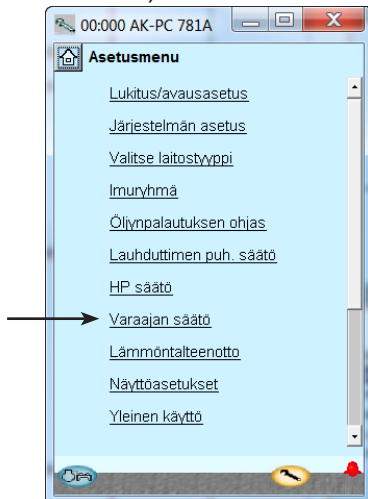 00:000 AK-PC 781A
Asetusmenu
Lukitus/avausasetus
Järjestelmän asetus
Valitse laitostyyppi
Imuryhmä
Öljynpalautuksen ohjas
Lauhduttimen puh. säätö
HP säätö
Varaajan säätö
Lämmöntalteenotto
Näyttöasetukset
Yleinen käyttö